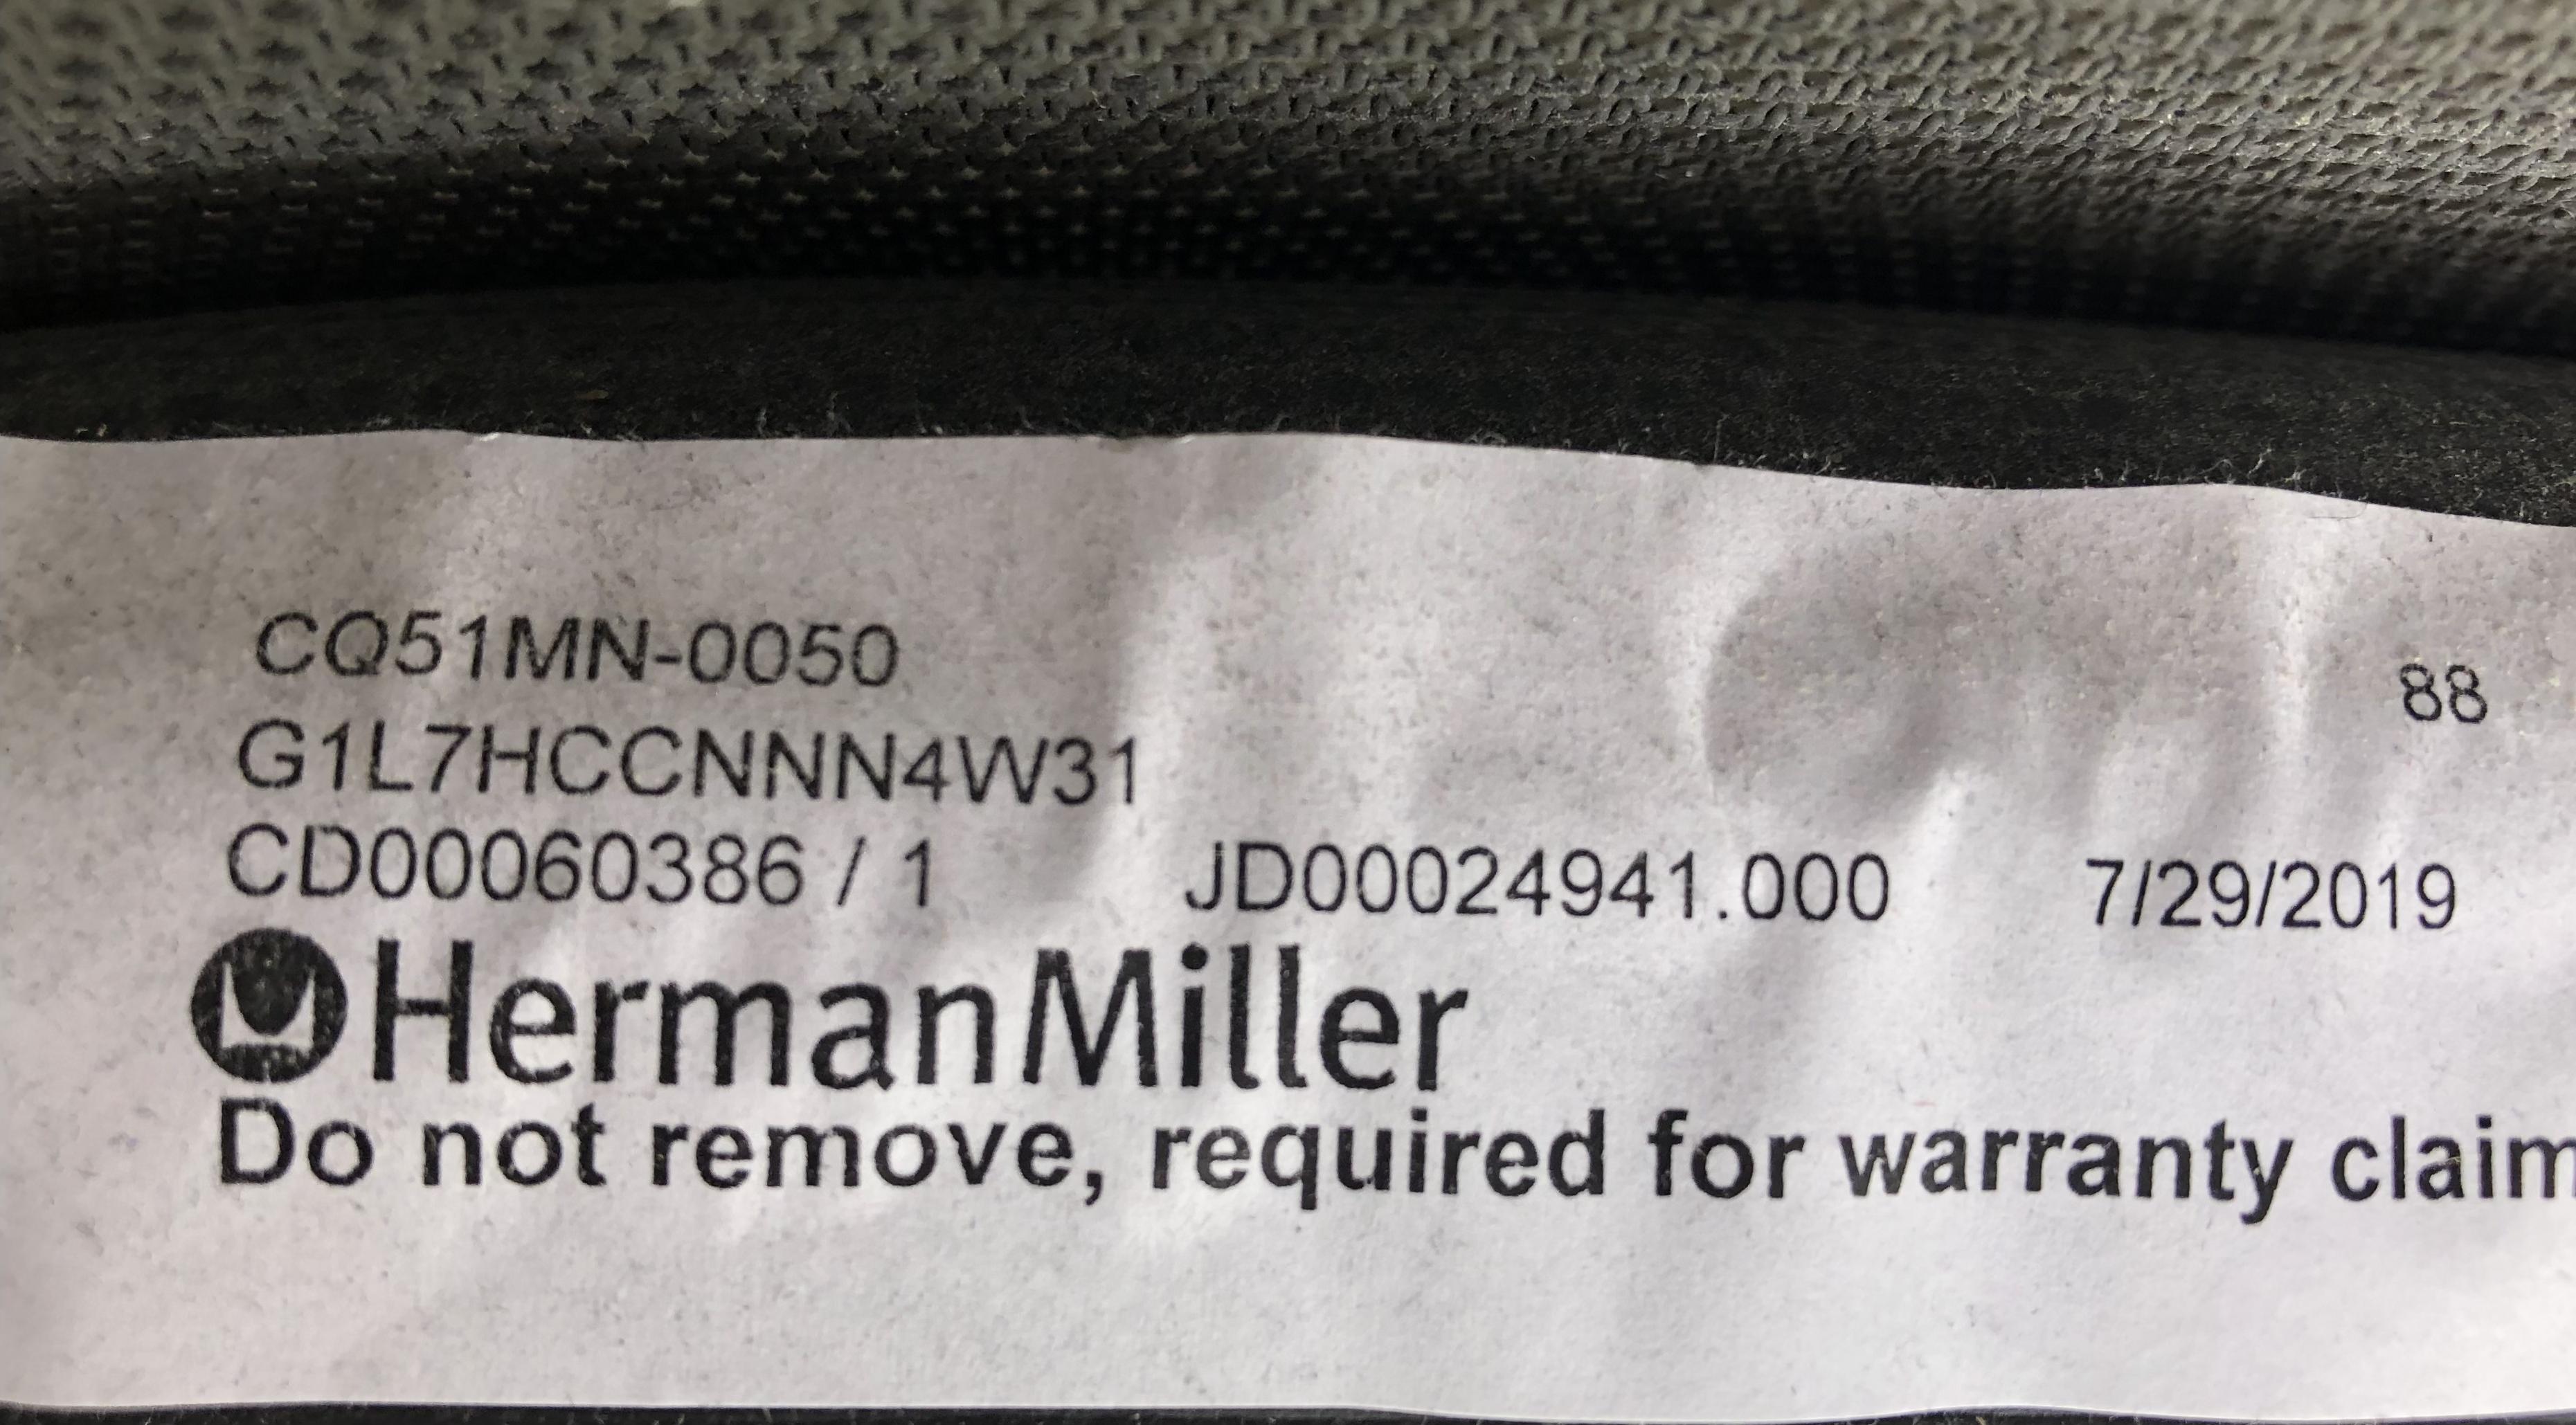 CQ51MN-0050 88
G1L7HCCNNN4W31
CD00060386 / 1 JD00024941.000 7/29/2019
HermanMiller
Do not remove, required for warranty claim